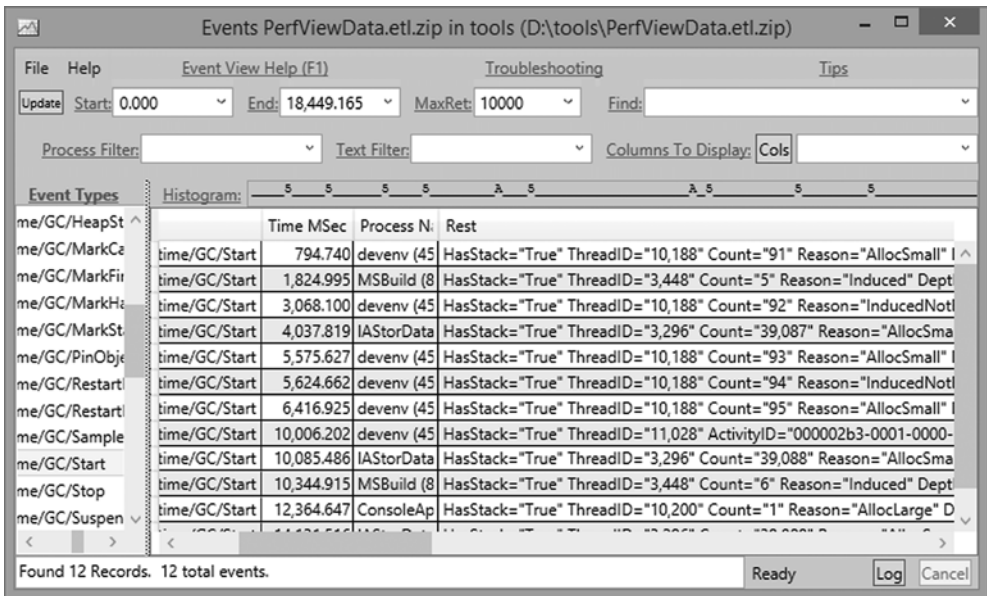 Events PerfViewData.etl.zip in tools (D:\tools\PerfViewData.etl.zip)
File Help Event View Help (F1) Troubleshooting Tips
Update Start: 0.000 End: 18,449.165 MaxRet: 10000 Find:
Process Filter: Text Filter: Columns To Display: Cols
Event Types Histogram: S S S S A S A S S S
me/GC/HeapSt Time MSec Process N Rest
me/GC/MarkCa time/GC/Start 794.740 devenv (45 HasStack="True" ThreadID="10,188" Count="91" Reason="AllocSmall"
me/GC/MarkFir time/GC/Start 1,824.995 MSBuild (8 HasStack="True" ThreadID="3,448" Count="5" Reason="Induced" Dept
me/GC/MarkHa time/GC/Start 3,068.100 devenv (45 HasStack="True" ThreadID="10,188" Count="92" Reason="InducedNotI
me/GC/MarkSt time/GC/Start 4,037.819 IAStorData HasStack="True" ThreadID="3,296" Count="39,087" Reason="AllocSma
me/GC/PinObje time/GC/Start 5,575.627 devenv (45 HasStack="True" ThreadID="10,188" Count="93" Reason="AllocSmall"
me/GC/Restart time/GC/Start 5,624.662 devenv (45 HasStack="True" ThreadID="10,188" Count="94" Reason="InducedNotI
me/GC/Restart time/GC/Start 6,416.925 devenv (45 HasStack="True" ThreadID="10,188" Count="95" Reason="AllocSmall"
me/GC/Sample time/GC/Start 10,006.202 devenv (45 HasStack="True" ThreadID="11,028" ActivityID="000002b3-0001-0000-
me/GC/Start time/GC/Start 10,085.486 IAStorData HasStack="True" ThreadID="3,296" Count="39,088" Reason="AllocSma
me/GC/Stop time/GC/Start 10,344.915 MSBuild (8 HasStack="True" ThreadID="3,448" Count="6" Reason="Induced" Dept
me/GC/Suspen time/GC/Start 12,364.647 ConsoleAp HasStack="True" ThreadID="10,200" Count="1" Reason="AllocLarge" D
Found 12 Records. 12 total events. Ready Log Cancel